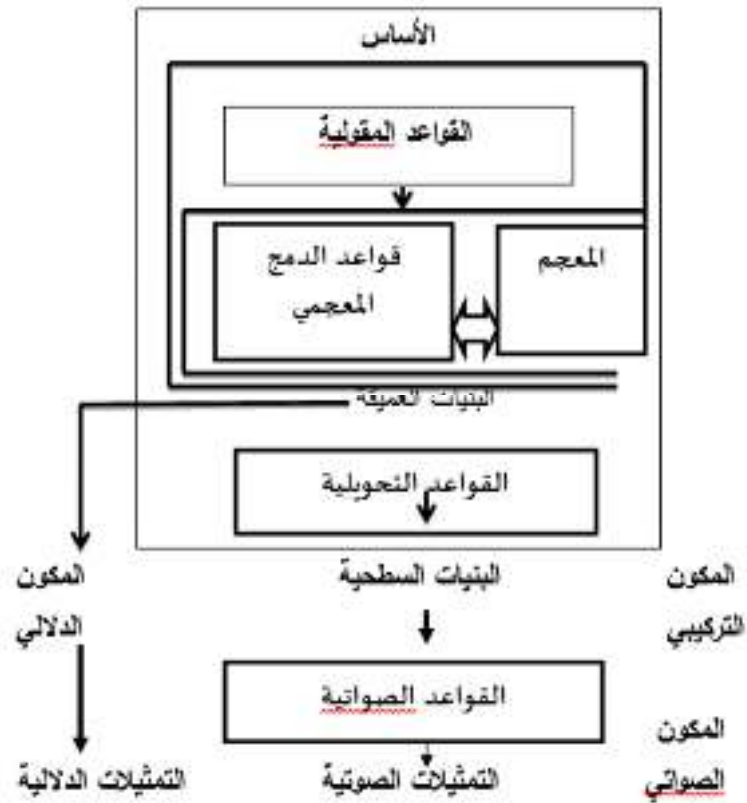 الأساس
القواعد المقولية
المعجم
قواعد الدمج
المعجمي
البنيات العميقة
القواعد التحويلية
المكون
التركيبي
البنيات السطحية
المكون
الدلالي
القواعد الصواتية
المكون
الصواتي
التمثيلات الصوتية
التمثيلات الدلالية